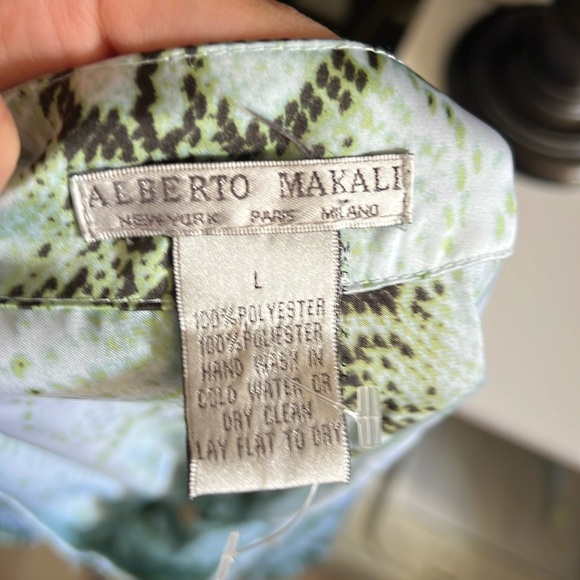 ALBERTO MAKALI
NEW YORK PARIS MILANO
L
100%POLYESTER
100%POLYESTER
HAND WASH IN
COLD WATER OR
DRY CLEAN
LAY FLAT TO DRY